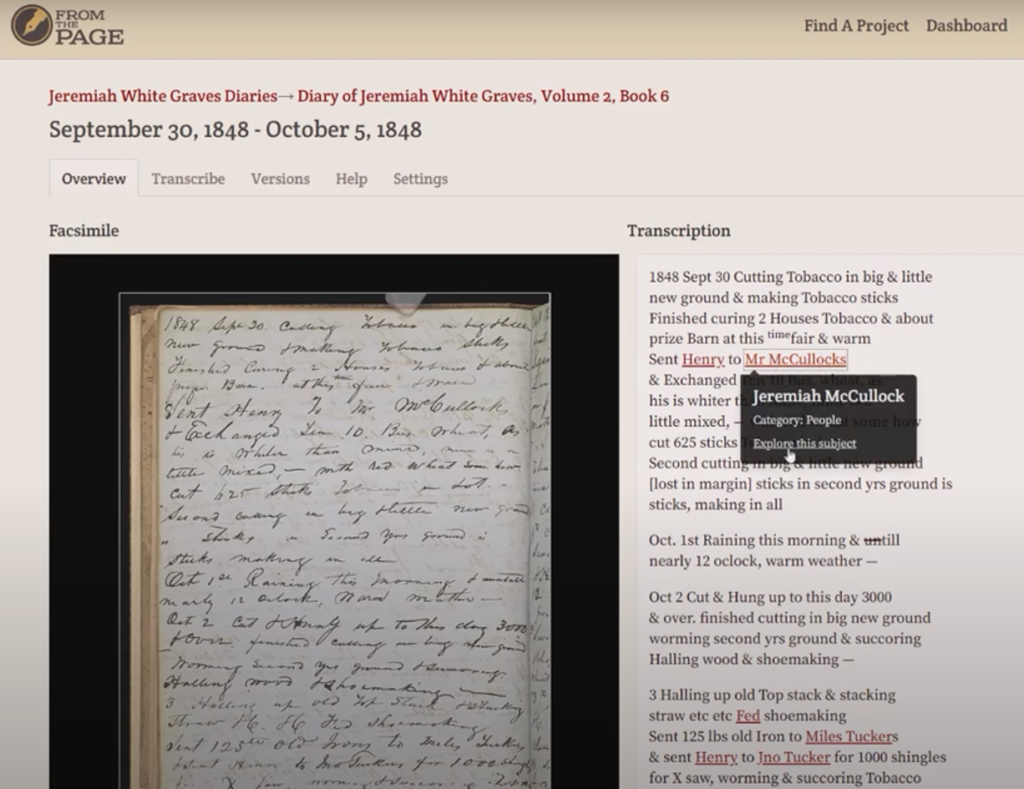 FROM
THE
PAGE
Find A Project Dashboard
Jeremiah White Graves Diaries→ Diary of Jeremiah White Graves, Volume 2, Book 6
September 30, 1848 - October 5, 1848
Overview Transcribe Versions Help Settings
Facsimile
1848 Sept 30. Cutting Tobacco in big & little
new ground & making Tobacco sticks
Finished Curing 2 Houses Tobacco & about
prize Barn. at this time & warm
Sent Henry To Mr McCullocks
& Exchanged Ten 10. Bus. wheat, as
his is whiter than mine,
little mixed, — with Red wheat some how
cut 625 sticks Tobacco
Second cutting in big & little new ground
" sticks in Second yrs ground is
sticks, making in all
Oct 1st Raining this morning & untill
nearly 12 oclock, warm weather —
Oct 2 Cut & Hung up to this day 3000
& over. finished cutting in big new ground
Worming Second yrs ground & succoring
Halling wood & shoemaking —
3 Halling up old Top Stack & Stacking
Straw &c. &c Fed shoemaking
Sent 125 lbs old Irony to Miles Tuckers
& sent Henry to Jno Tuckers for 1000 shingles
for X saw, worming & succoring Tobacco
Transcription
1848 Sept 30 Cutting Tobacco in big & little
new ground & making Tobacco sticks
Finished curing 2 Houses Tobacco & about
prize Barn at this time fair & warm
Sent Henry to Mr McCullocks
& Exchanged Ten 10 Bus. wheat, as
his is whiter
little mixed, — some how
cut 625 sticks
Second cutting in big & little new ground
[lost in margin] sticks in second yrs ground is
sticks, making in all
Jeremiah McCullock
Category: People
Explore this subject
Oct. 1st Raining this morning & untill
nearly 12 oclock, warm weather —
Oct 2 Cut & Hung up to this day 3000
& over. finished cutting in big new ground
worming second yrs ground & succoring
Halling wood & shoemaking —
3 Halling up old Top stack & stacking
straw etc etc Fed shoemaking
Sent 125 lbs old Iron to Miles Tuckers
& sent Henry to Jno Tucker for 1000 shingles
for X saw, worming & succoring Tobacco